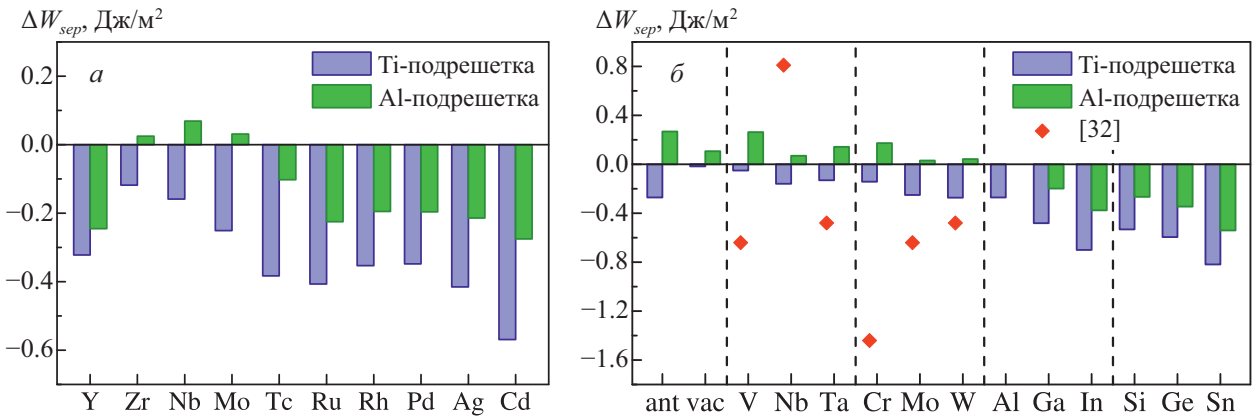 ΔW_sep, Дж/м²
а
Ti-подрешетка
Al-подрешетка
0.2
0.0
−0.2
−0.4
−0.6
Y Zr Nb Mo Tc Ru Rh Pd Ag Cd
ΔW_sep, Дж/м²
б
Ti-подрешетка
Al-подрешетка
[32]
0.8
0.4
0.0
−0.4
−0.8
−1.2
−1.6
ant vac V Nb Ta Cr Mo W Al Ga In Si Ge Sn